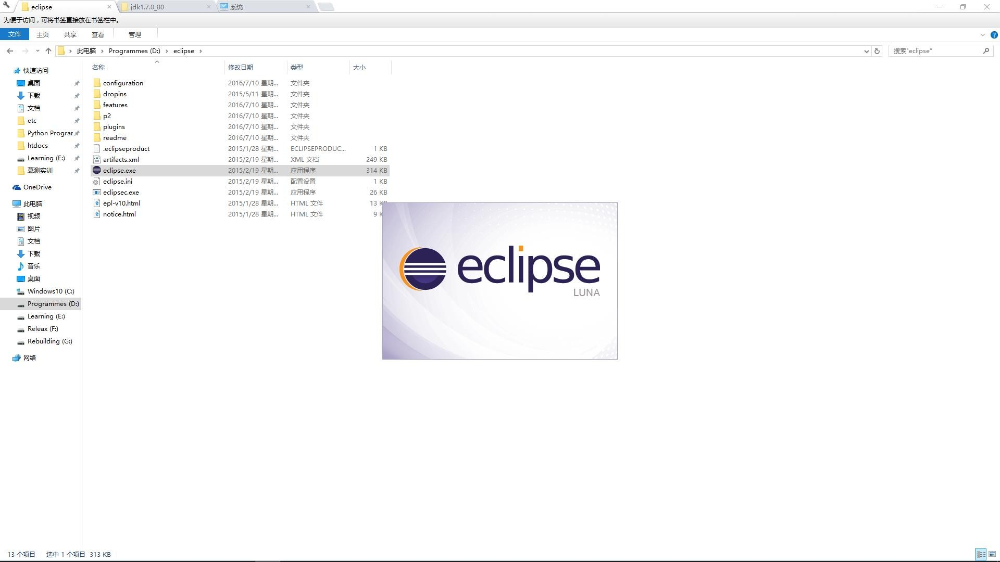 eclipse
jdk1.7.0_80
系统
为便于访问，可将书签直接放在书签栏中。
文件 主页 共享 查看 管理
此电脑 Programmes (D:) eclipse
搜索"eclipse"
名称 修改日期 类型 大小
configuration 2016/7/10 星期... 文件夹
dropins 2015/5/11 星期... 文件夹
features 2016/7/10 星期... 文件夹
p2 2016/7/10 星期... 文件夹
plugins 2016/7/10 星期... 文件夹
readme 2016/7/10 星期... 文件夹
.eclipseproduct 2015/1/28 星期... ECLIPSEPRODUC... 1 KB
artifacts.xml 2015/2/19 星期... XML 文档 249 KB
eclipse.exe 2015/2/19 星期... 应用程序 314 KB
eclipse.ini 2015/2/19 星期... 配置设置 1 KB
eclipsec.exe 2015/2/19 星期... 应用程序 26 KB
epl-v10.html 2015/1/28 星期... HTML 文件 13 K
notice.html 2015/1/28 星期... HTML 文件 9 K
快速访问
桌面
下载
文档
etc
Python Prograr
htdocs
Learning (E:)
慕测实训
OneDrive
此电脑
视频
图片
文档
下载
音乐
桌面
Windows10 (C:)
Programmes (D:)
Learning (E:)
Releax (F:)
Rebuilding (G:)
网络
eclipse
LUNA
13 个项目 选中 1 个项目 313 KB